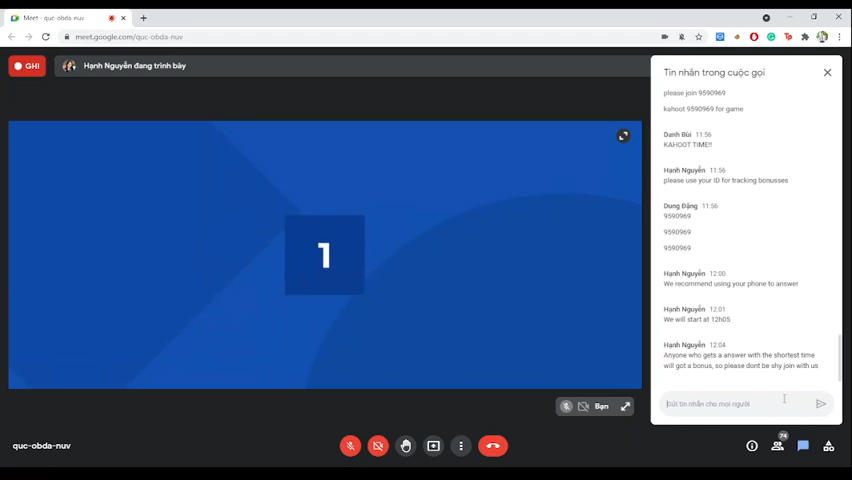 Meet - quc-obda-nuv
meet.google.com/quc-obda-nuv
GHI
Hạnh Nguyễn đang trình bày
1
Bạn
Tin nhắn trong cuộc gọi
please join 9590969
kahoot 9590969 for game
Danh Bùi 11:56
KAHOOT TIME!!
Hạnh Nguyễn 11:56
please use your ID for tracking bonusses
Dung Đặng 11:56
9590969
9590969
9590969
Hạnh Nguyễn 12:00
We recommend using your phone to answer
Hạnh Nguyễn 12:01
We will start at 12h05
Hạnh Nguyễn 12:04
Anyone who gets a answer with the shortest time
will got a bonus, so please dont be shy join with us
Gửi tin nhắn cho mọi người
quc-obda-nuv
74